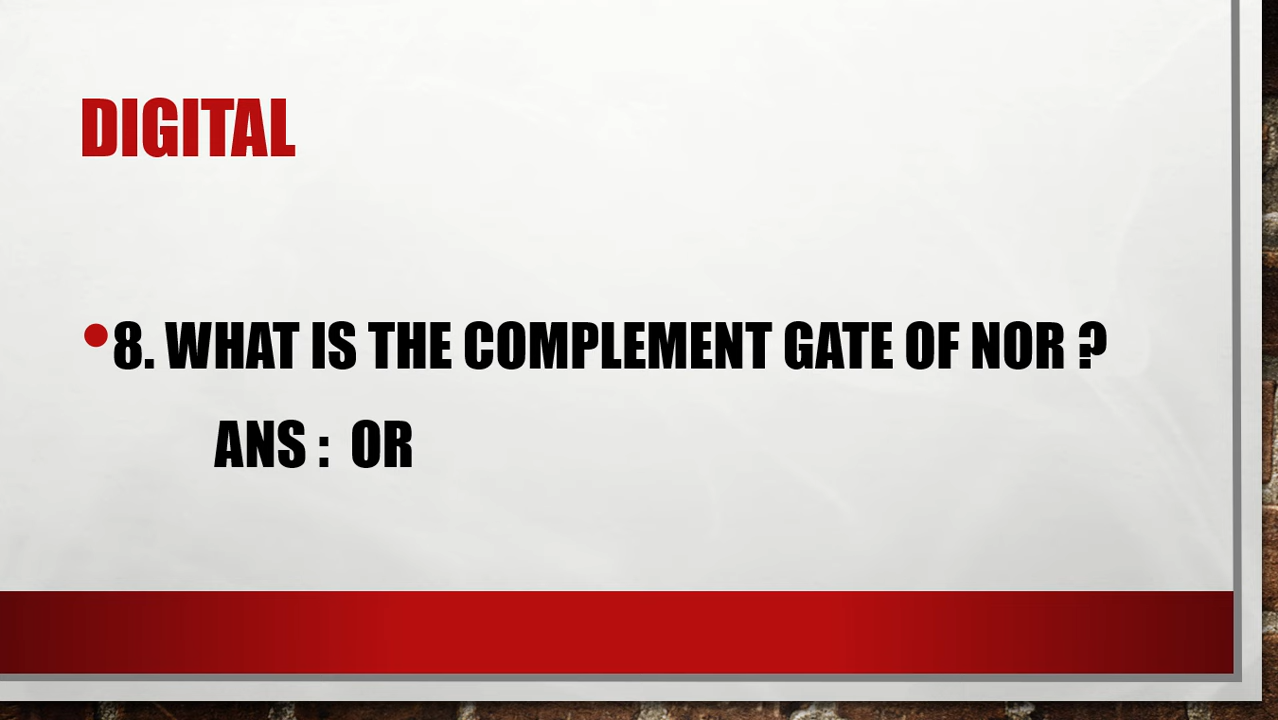 DIGITAL
•8. WHAT IS THE COMPLEMENT GATE OF NOR ?
ANS : OR